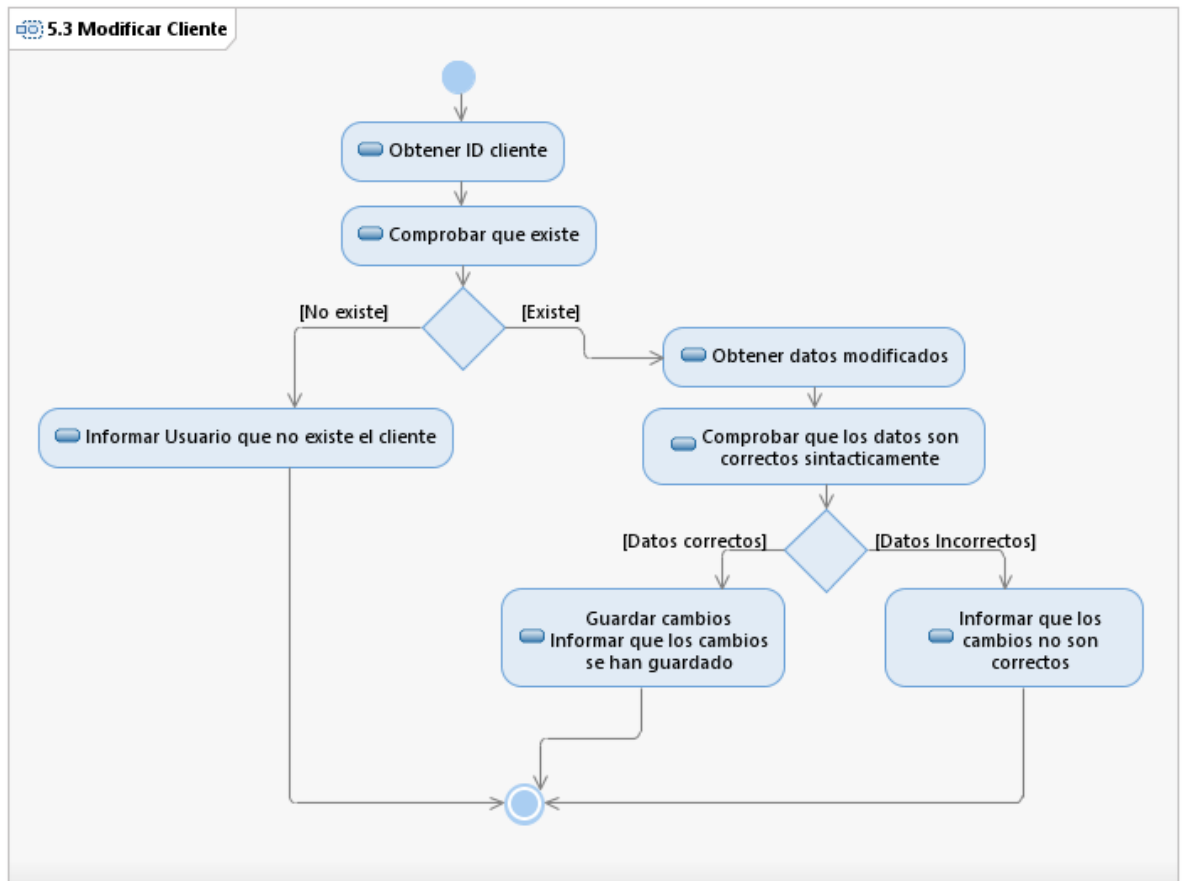 5.3 Modificar Cliente
Obtener ID cliente
Comprobar que existe
[No existe]
[Existe]
Obtener datos modificados
Informar Usuario que no existe el cliente
Comprobar que los datos son
correctos sintacticamente
[Datos correctos]
[Datos Incorrectos]
Guardar cambios
Informar que los cambios
se han guardado
Informar que los
cambios no son
correctos